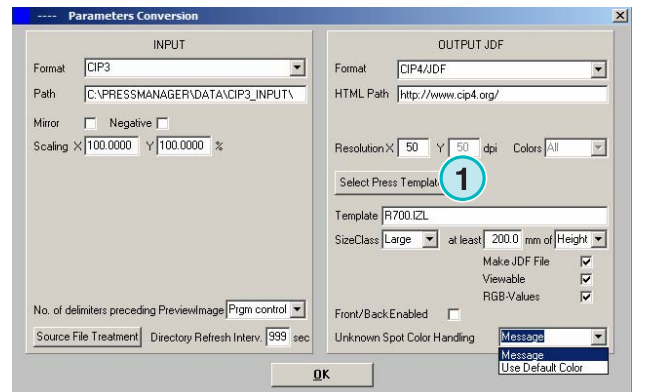 ---- Parameters Conversion
INPUT
Format CIP3
Path C:\PRESSMANAGER\DATA\CIP3_INPUT\
Mirror Negative
Scaling X 100.0000 Y 100.0000 %
No. of delimiters preceding PreviewImage Prgm control
Source File Treatment Directory Refresh Interv. 999 sec
OUTPUT JDF
Format CIP4/JDF
HTML Path http://www.cip4.org/
Resolution X 50 Y 50 dpi Colors All
Select Press Template
1
Template R700.IZL
SizeClass Large at least 200.0 mm of Height
Make JDF File
Viewable
RGB-Values
Front/Back Enabled
Unknown Spot Color Handling Message
Message
Use Default Color
OK